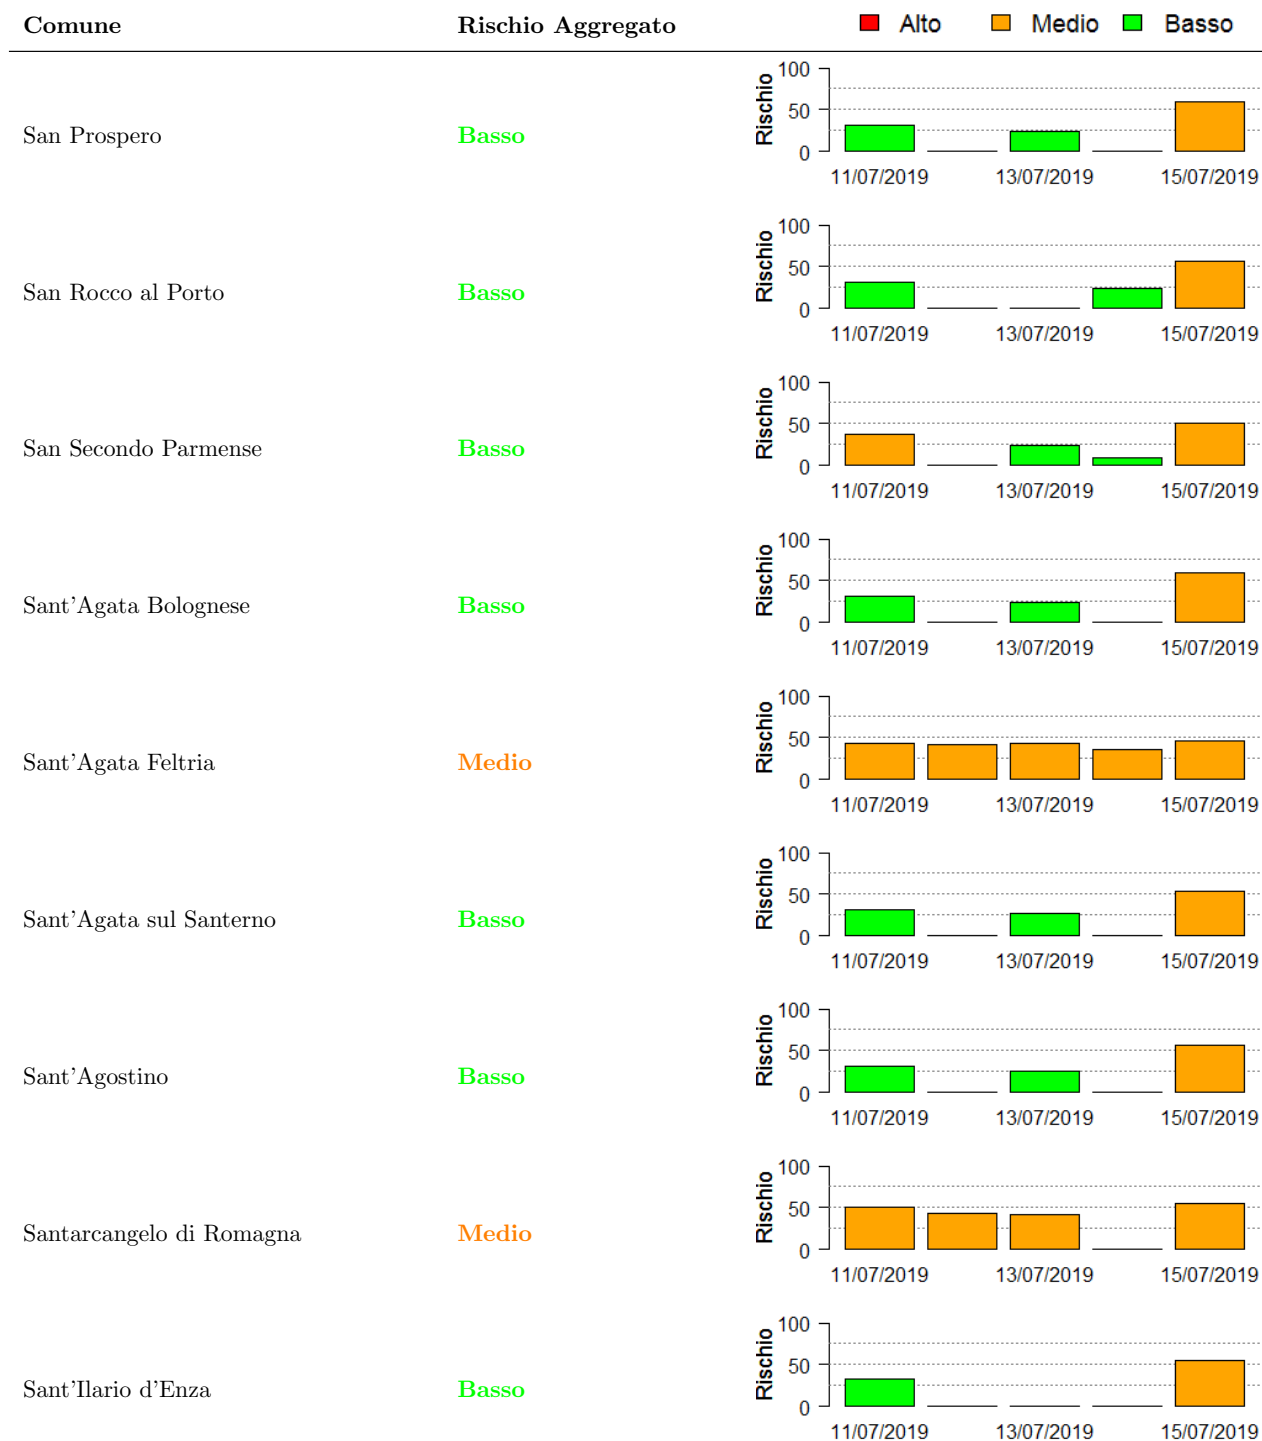 Comune Rischio Aggregato Alto Medio Basso
San Prospero Basso
Rischio
100
50
0
11/07/2019 13/07/2019 15/07/2019
San Rocco al Porto Basso
Rischio
100
50
0
11/07/2019 13/07/2019 15/07/2019
San Secondo Parmense Basso
Rischio
100
50
0
11/07/2019 13/07/2019 15/07/2019
Sant'Agata Bolognese Basso
Rischio
100
50
0
11/07/2019 13/07/2019 15/07/2019
Sant'Agata Feltria Medio
Rischio
100
50
0
11/07/2019 13/07/2019 15/07/2019
Sant'Agata sul Santerno Basso
Rischio
100
50
0
11/07/2019 13/07/2019 15/07/2019
Sant'Agostino Basso
Rischio
100
50
0
11/07/2019 13/07/2019 15/07/2019
Santarcangelo di Romagna Medio
Rischio
100
50
0
11/07/2019 13/07/2019 15/07/2019
Sant'Ilario d'Enza Basso
Rischio
100
50
0
11/07/2019 13/07/2019 15/07/2019